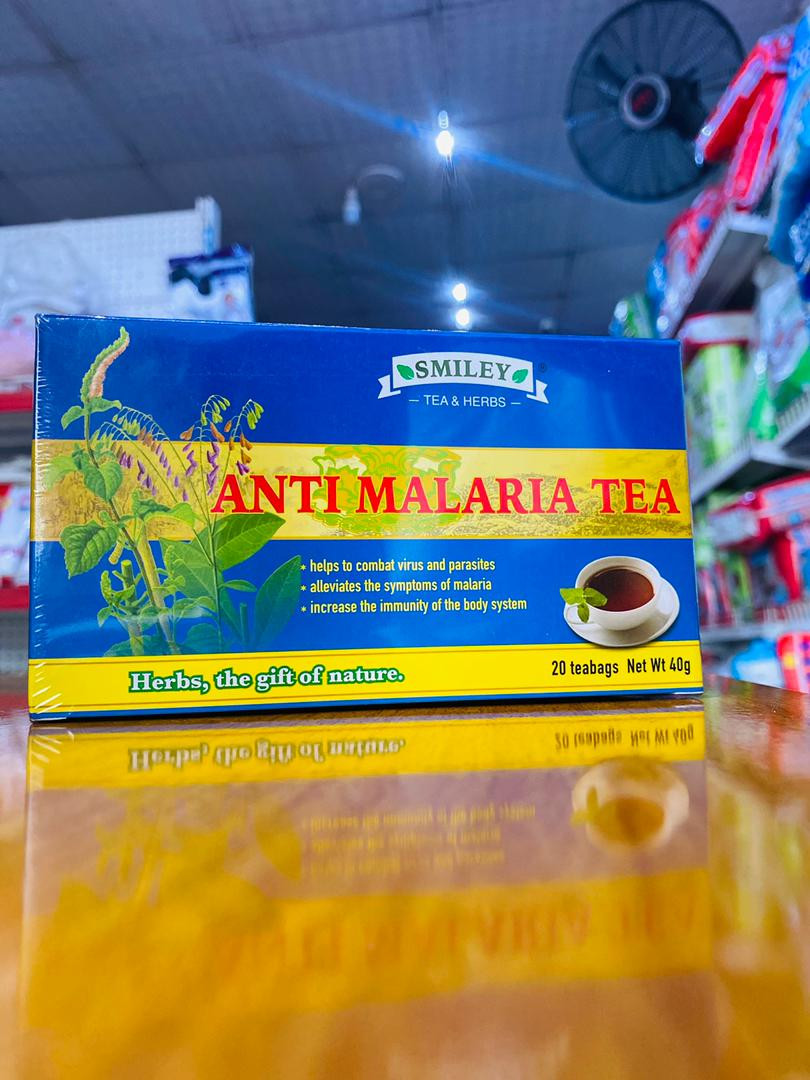 SMILEY®
— TEA & HERBS —
ANTI MALARIA TEA
* helps to combat virus and parasites
* alleviates the symptoms of malaria
* increase the immunity of the body system
Herbs, the gift of nature.
20 teabags Net Wt 40g